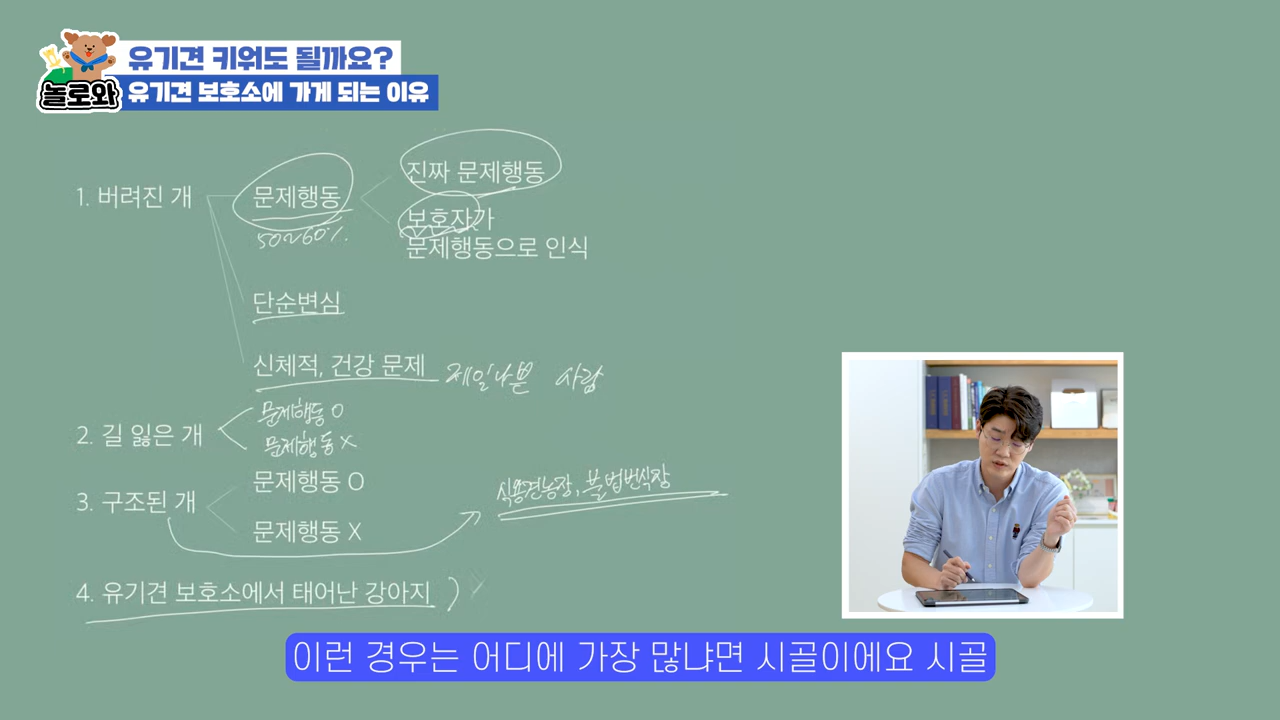 유기견 키워도 될까요?
놀로와
유기견 보호소에 가게 되는 이유
1. 버려진 개
문제행동
50~60%.
진짜 문제행동
보호자가
문제행동으로 인식
단순변심
신체적, 건강 문제
제일나쁜 사람
2. 길 잃은 개
문제행동 O
문제행동 X
3. 구조된 개
문제행동 O
문제행동 X
식용견농장, 불법번식장
4. 유기견 보호소에서 태어난 강아지
이런 경우는 어디에 가장 많냐면 시골이에요 시골